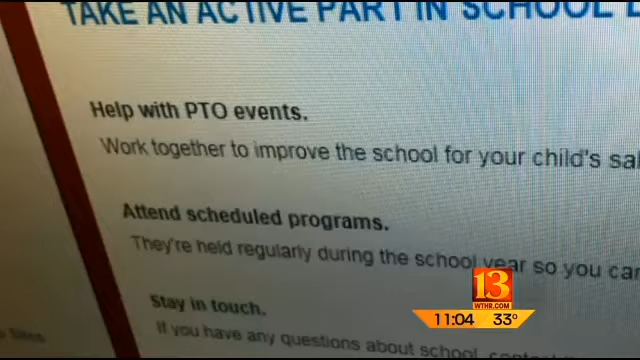 TAKE AN ACTIVE PART IN SCHOOL
Help with PTO events.
Work together to improve the school for your child's
Attend scheduled programs.
They're held regularly during the school year so you can
Stay in touch.
If you have any questions about school,
13
WTHR.COM
11:04 33°